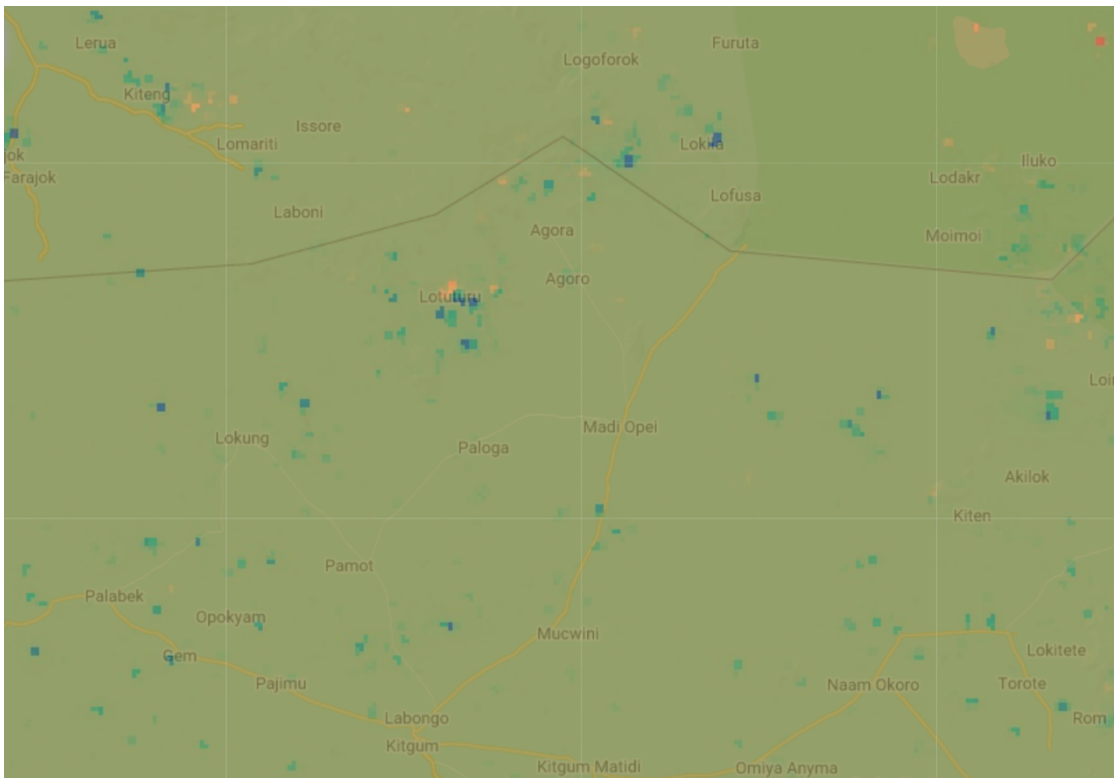 Lerua
Furuta
Logoforok
Kiteng
Issore
Lomariti
Lokila
jok
Iluko
Farajok
Lodakr
Lofusa
Laboni
Agora
Moimoi
Agoro
Lotuturu
Loir
Madi Opei
Lokung
Paloga
Akilok
Kiten
Pamot
Palabek
Opokyam
Mucwini
Lokitete
Gem
Pajimu
Naam Okoro
Torote
Labongo
Rom
Kitgum
Kitgum Matidi
Omiya Anyma